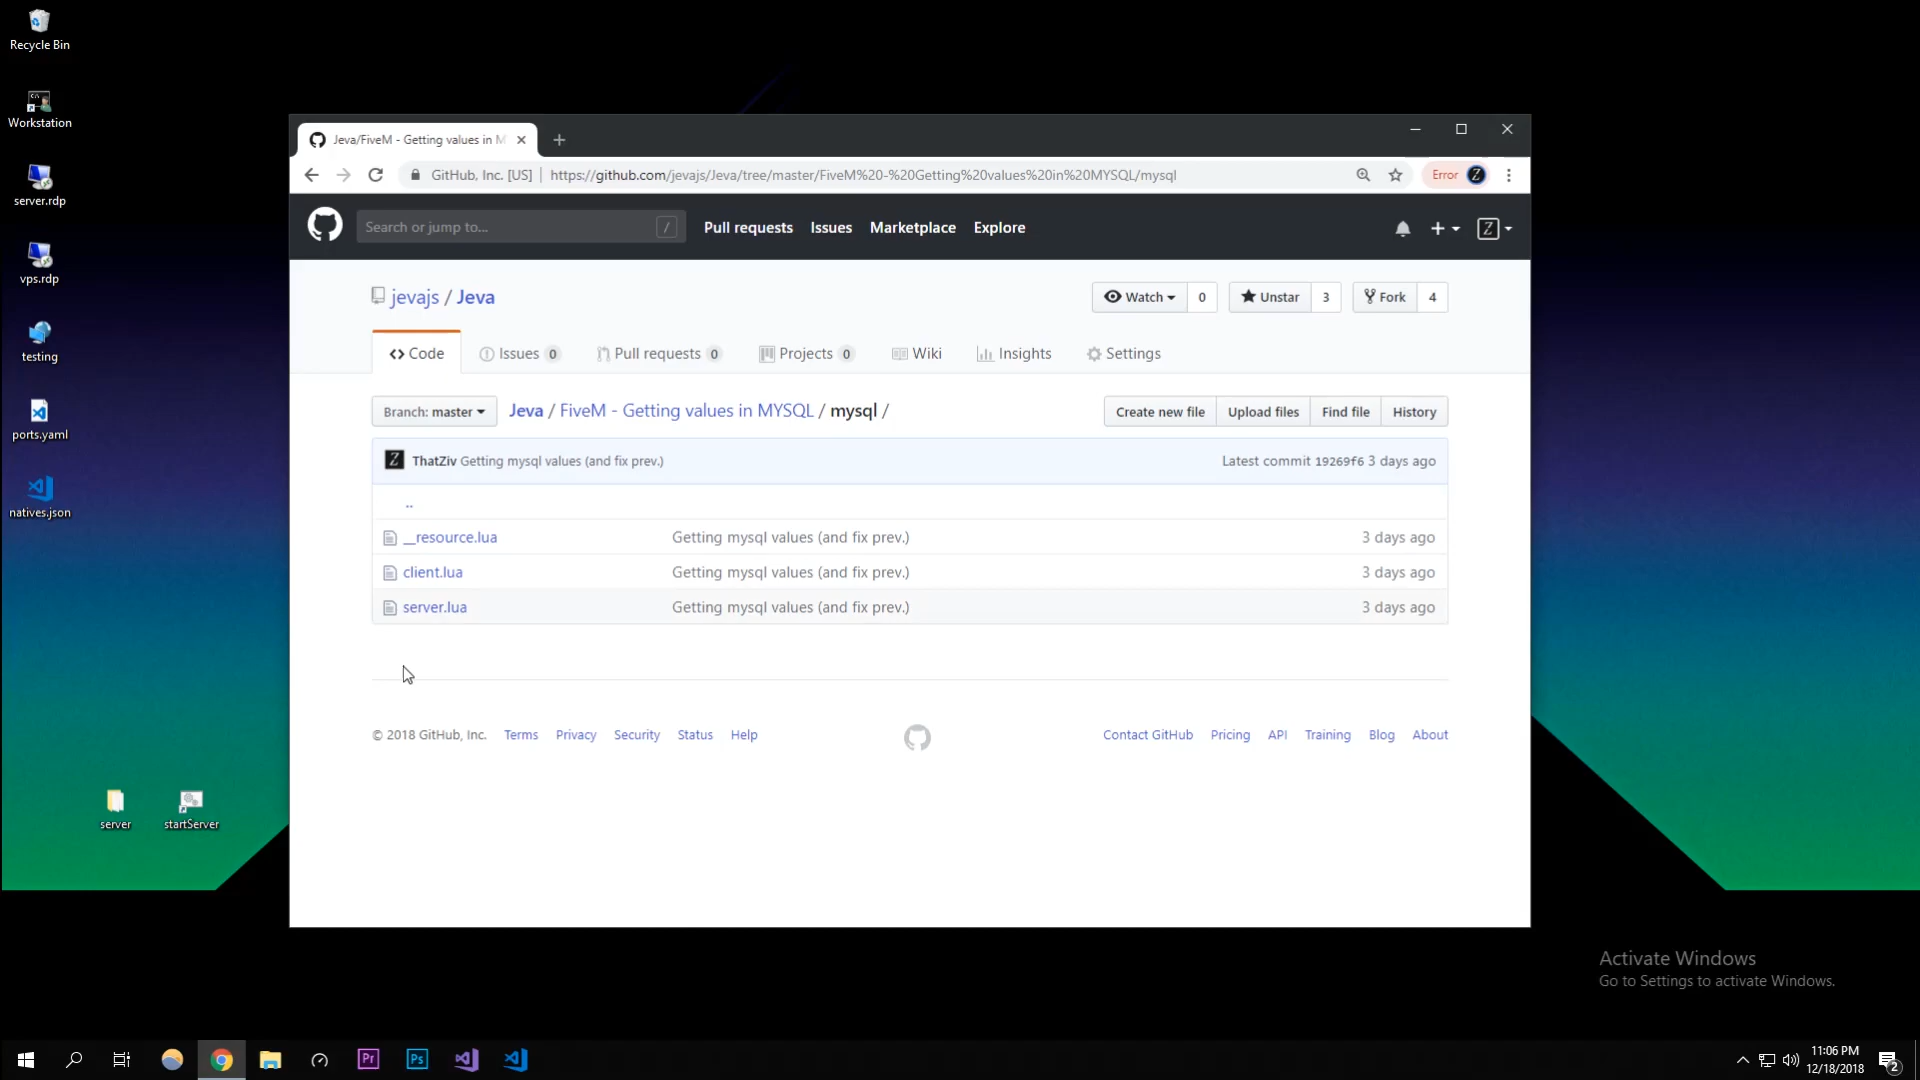 Recycle Bin
Workstation
server.rdp
vps.rdp
testing
ports.yaml
natives.json
server
startServer
Jeva/FiveM - Getting values in M
GitHub, Inc. [US] https://github.com/jevajs/Jeva/tree/master/FiveM%20-%20Getting%20values%20in%20MYSQL/mysql
Error Z
Search or jump to... /
Pull requests Issues Marketplace Explore
Z
jevajs / Jeva
Watch 0 Unstar 3 Fork 4
Code Issues 0 Pull requests 0 Projects 0 Wiki Insights Settings
Branch: master Jeva / FiveM - Getting values in MYSQL / mysql /
Create new file Upload files Find file History
Z ThatZiv Getting mysql values (and fix prev.) Latest commit 19269f6 3 days ago
..
__resource.lua Getting mysql values (and fix prev.) 3 days ago
client.lua Getting mysql values (and fix prev.) 3 days ago
server.lua Getting mysql values (and fix prev.) 3 days ago
© 2018 GitHub, Inc. Terms Privacy Security Status Help
Contact GitHub Pricing API Training Blog About
Activate Windows
Go to Settings to activate Windows.
Pr Ps
11:06 PM
12/18/2018
2